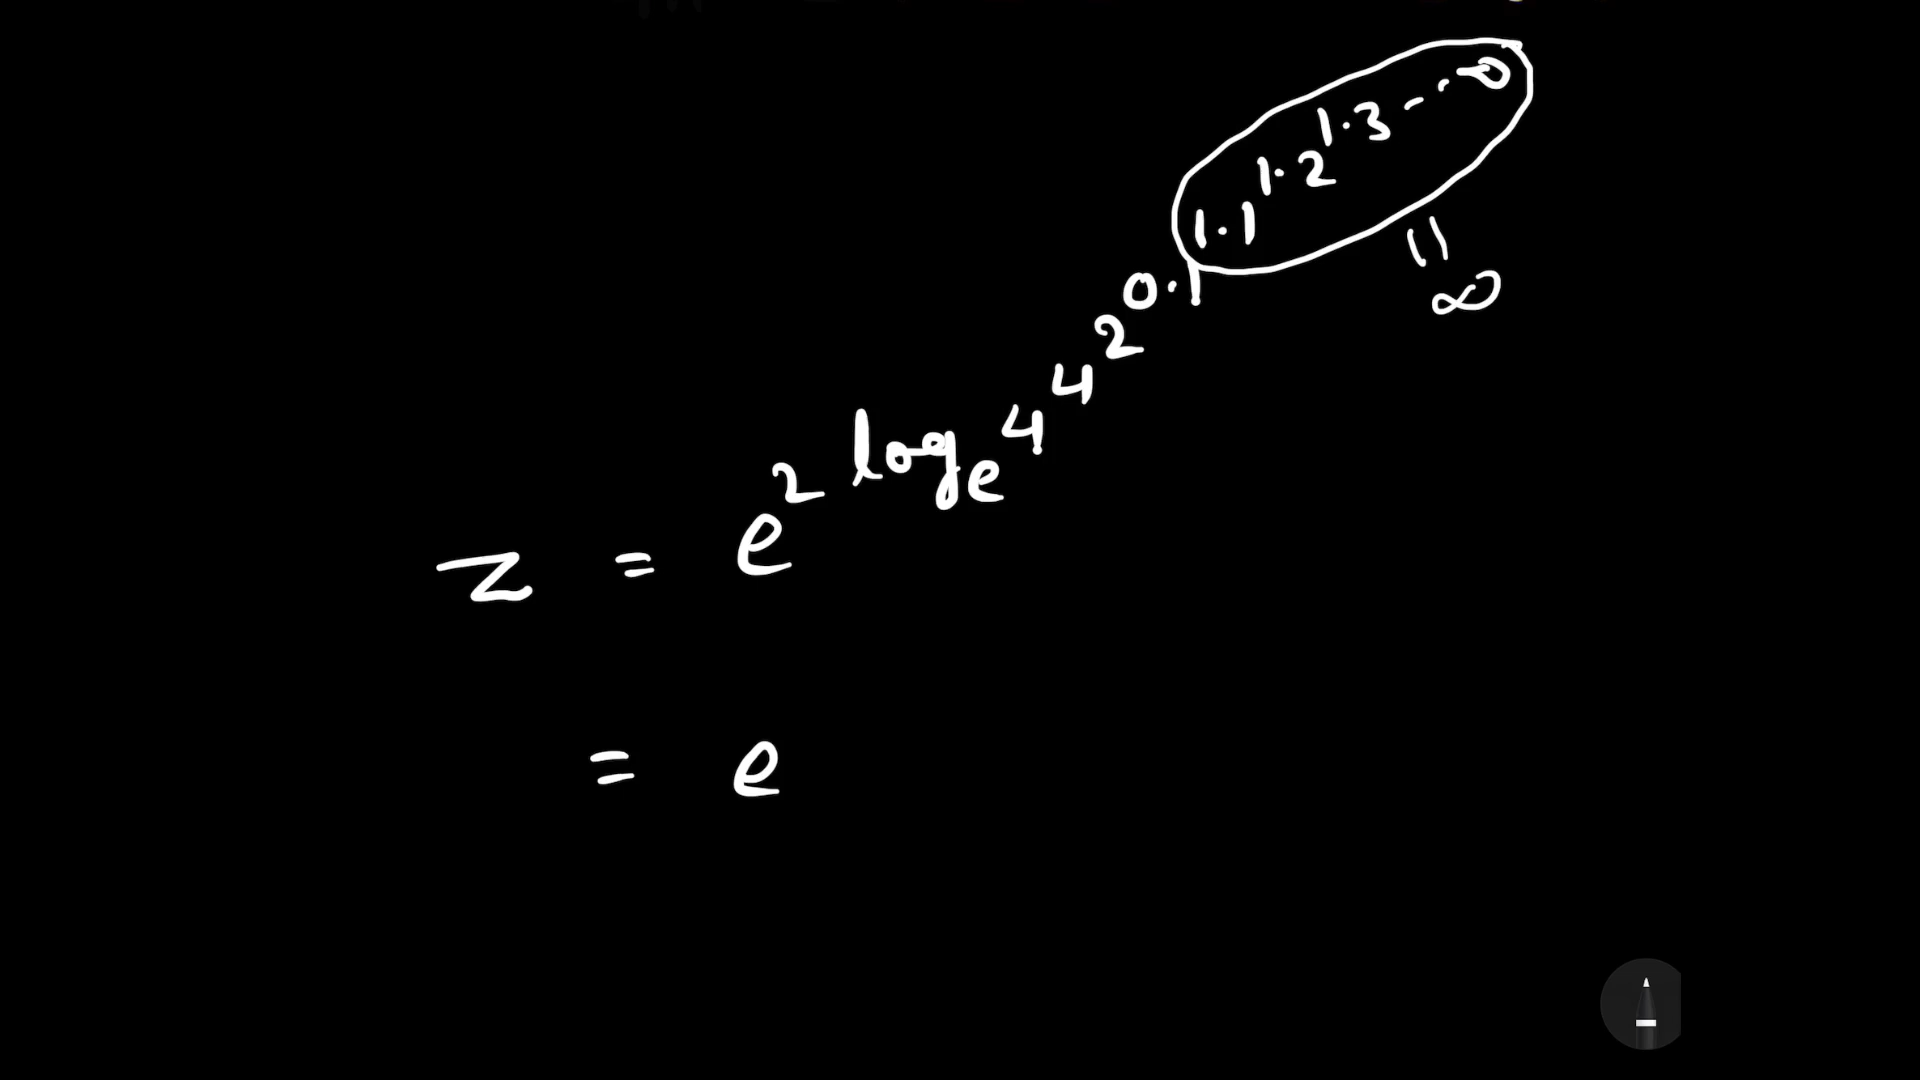 z = e^2 log_e 4^4^2^0.1^1.1^1.2^1.3--·∞
= ∞
= e